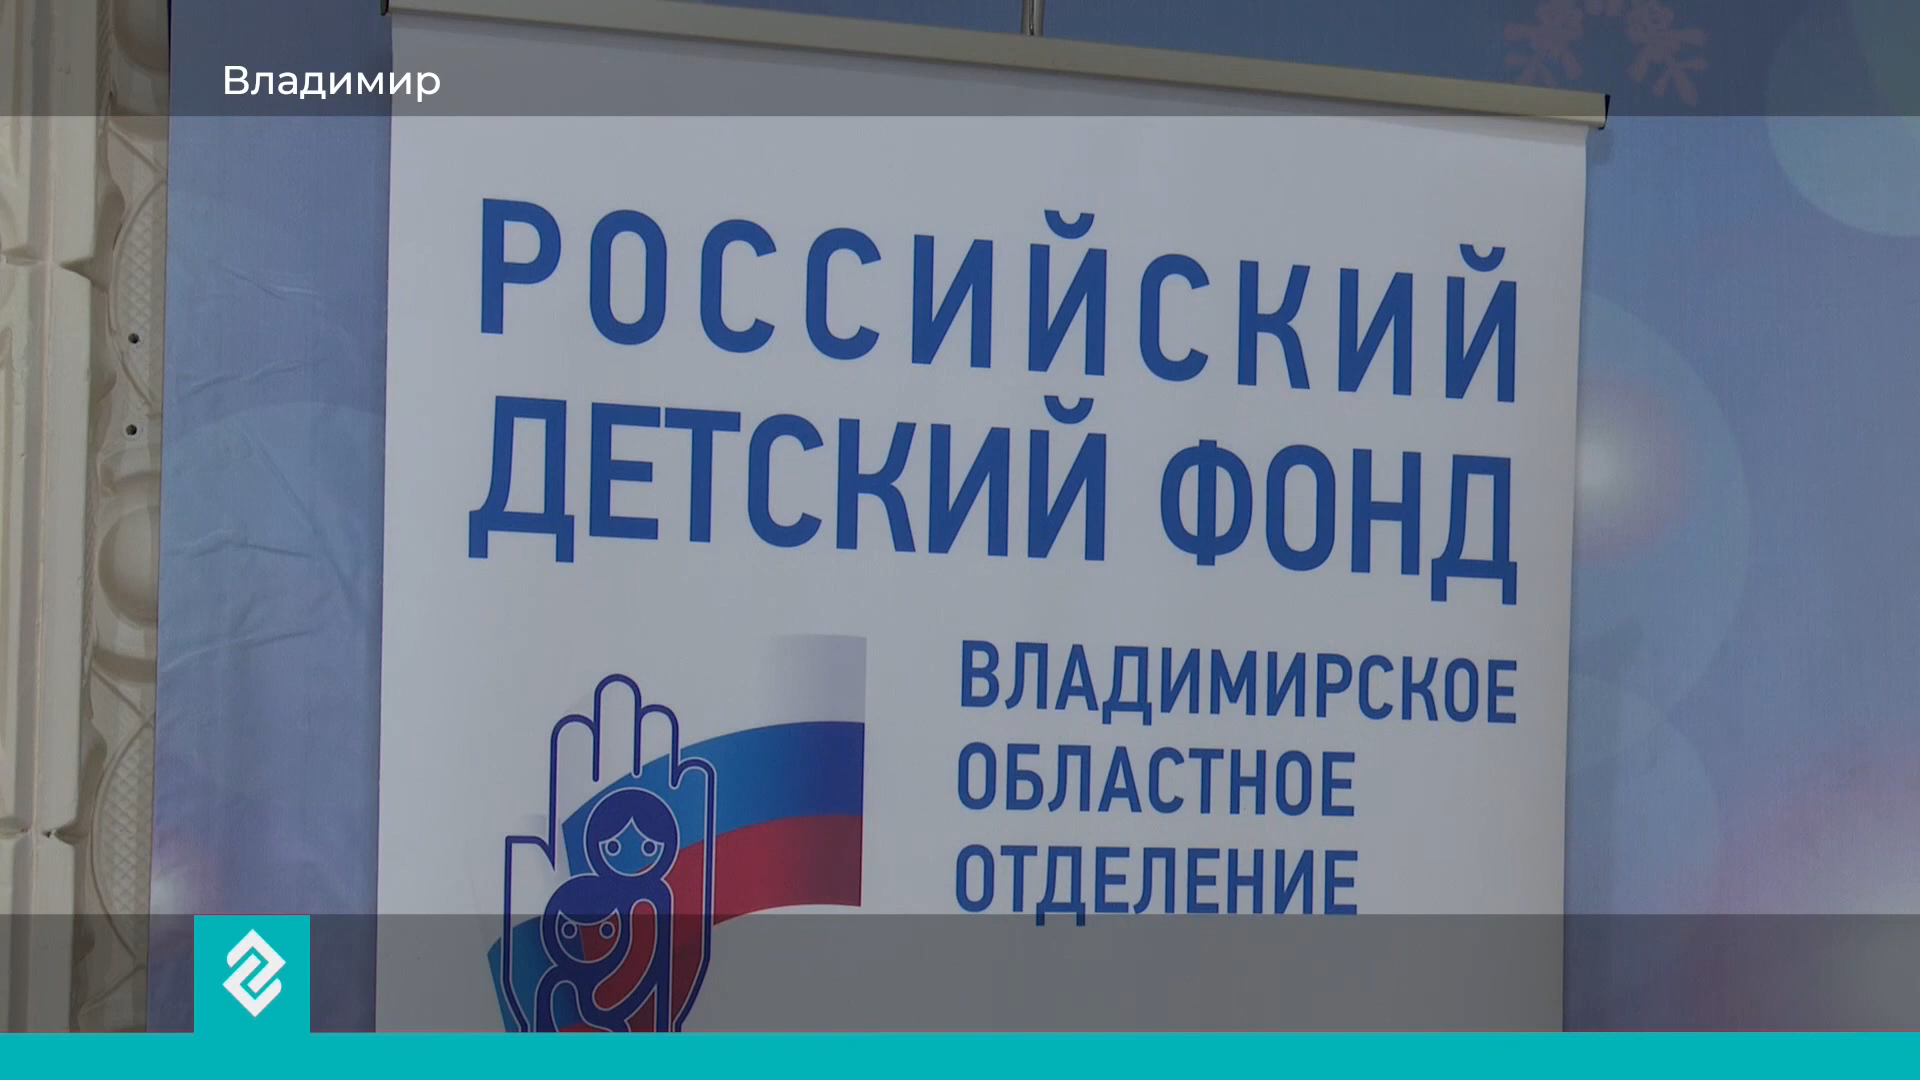 Владимир
РОССИЙСКИЙ
ДЕТСКИЙ ФОНД
ВЛАДИМИРСКОЕ
ОБЛАСТНОЕ
ОТДЕЛЕНИЕ